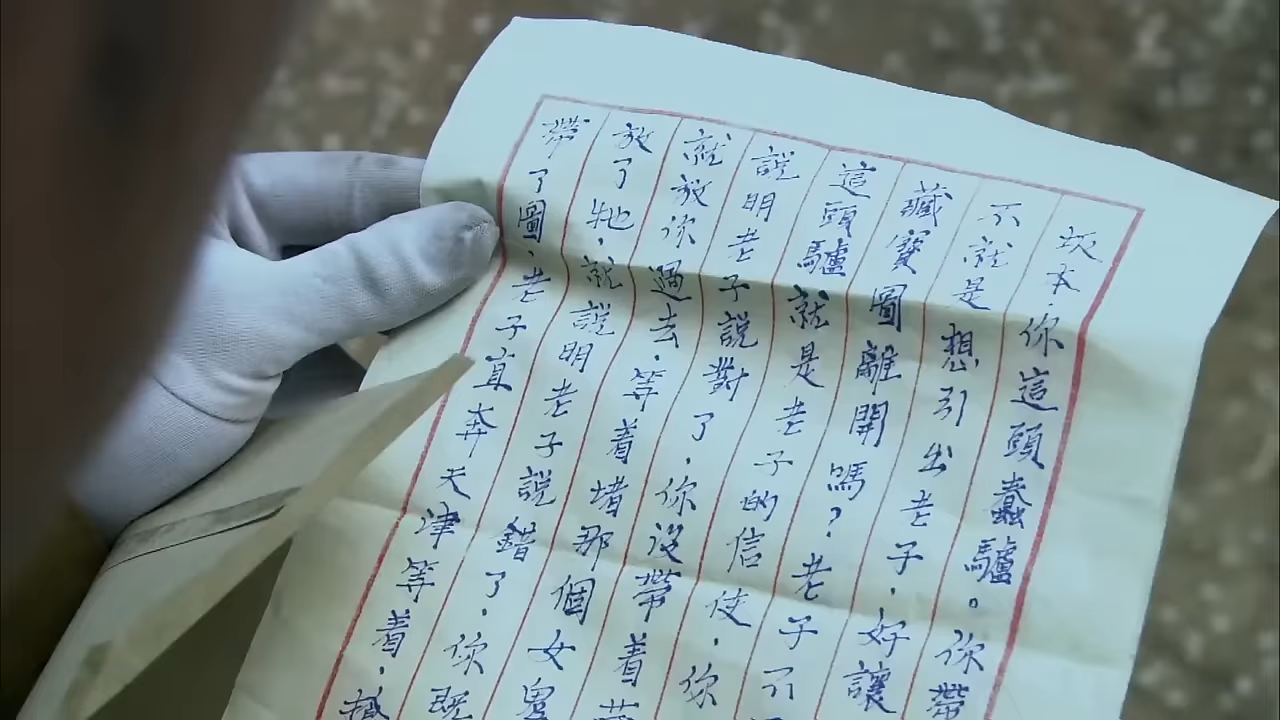 坂本，你這頭蠢驢。你帶
不就是想引出老子，好讓
藏寶圖離開嗎？老子不
這頭驢就是老子的信使，你
說明老子說對了，你沒帶着
就放你過去，等着堵那個女
放了牠，就說明老子說錯了，你既
帶了圖，老子直奔天津等着，